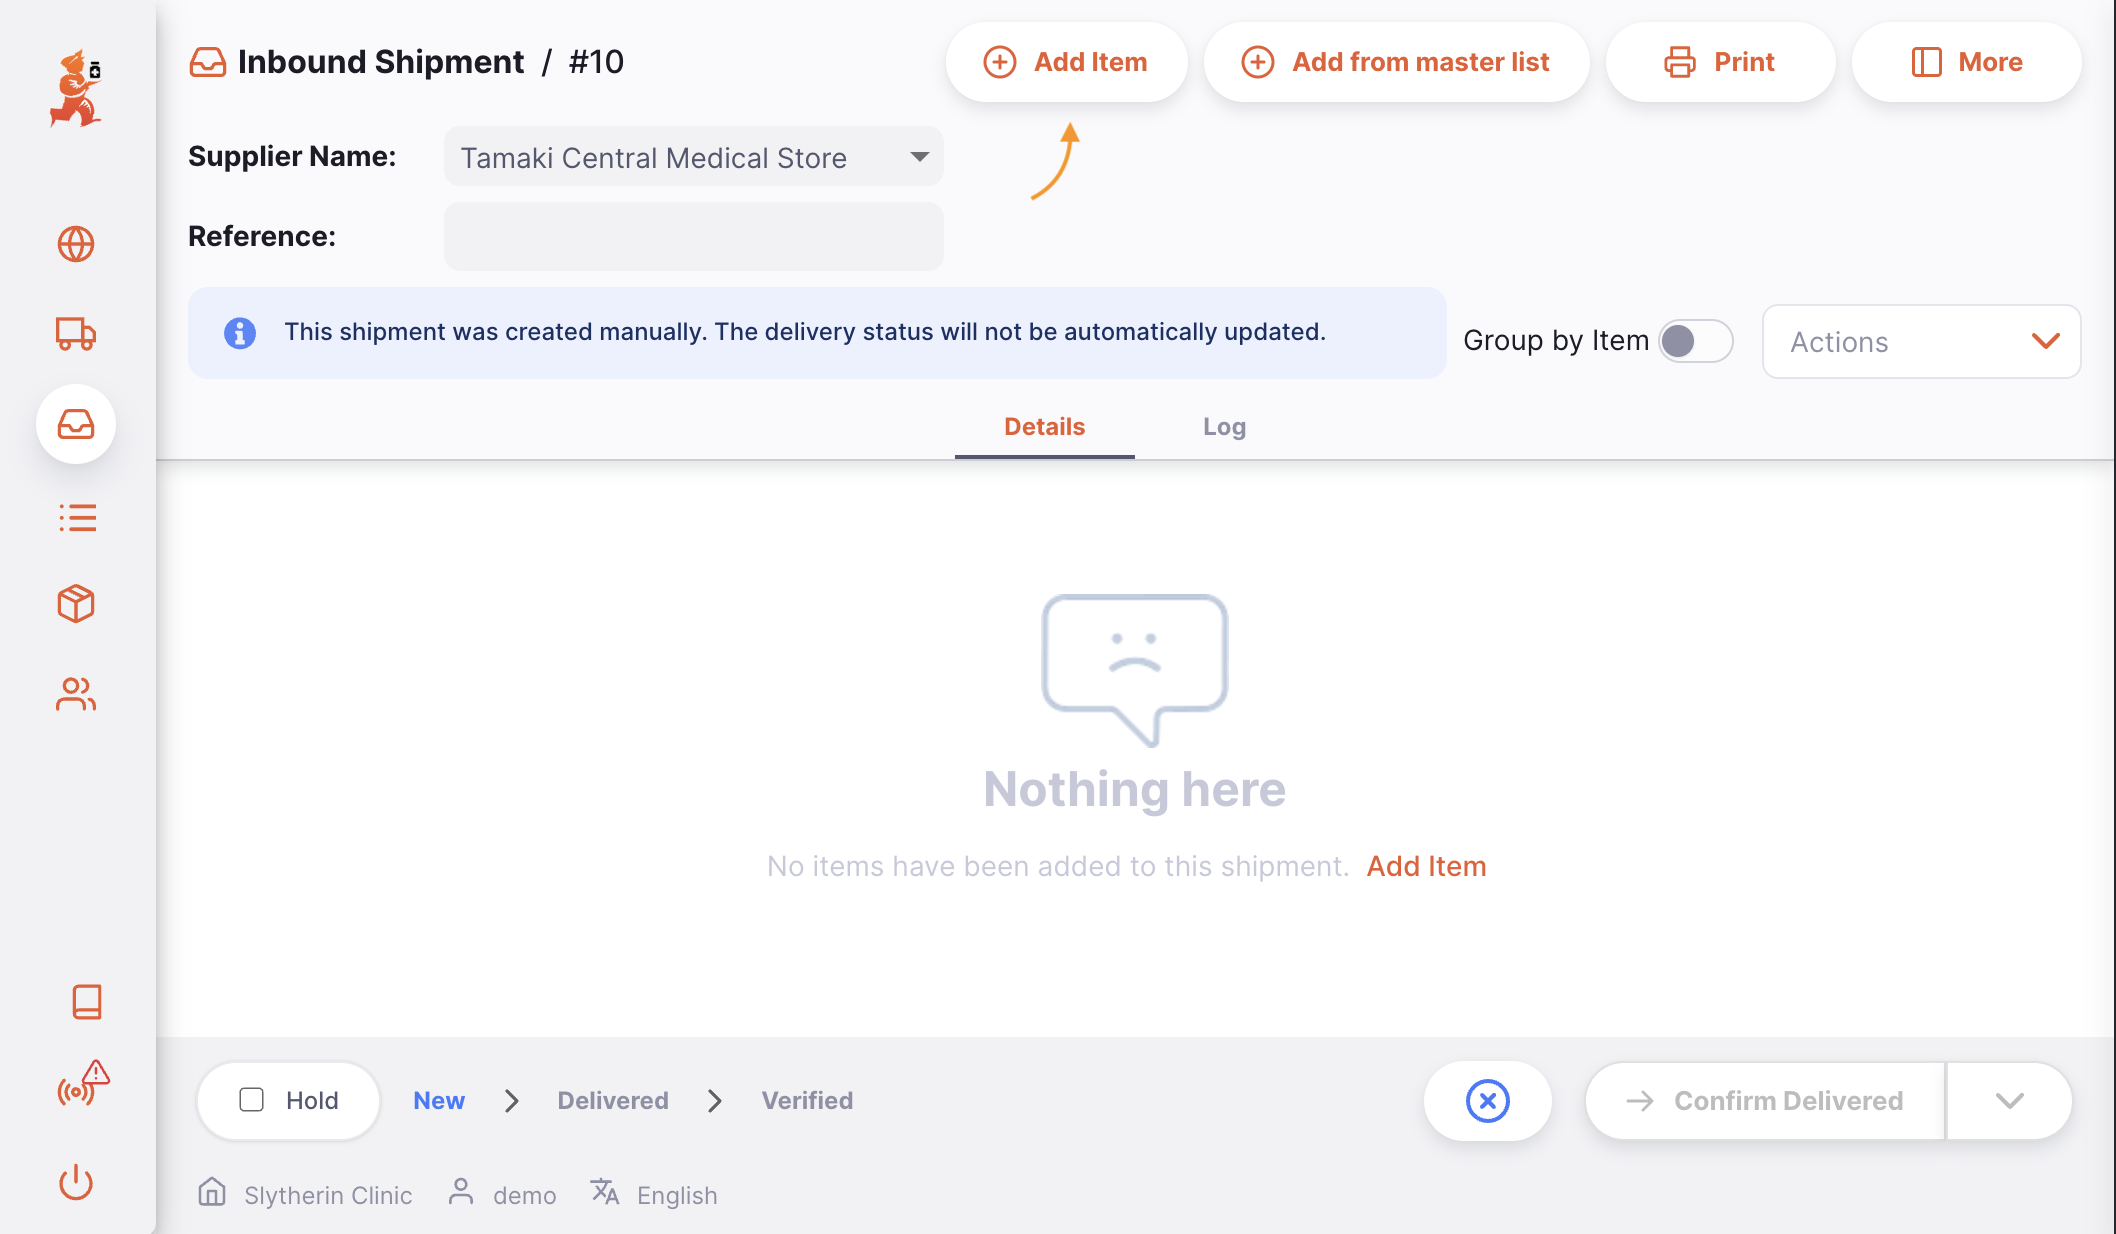 Inbound Shipment / #10
Add Item
Add from master list
Print
More
Supplier Name:
Tamaki Central Medical Store
Reference:
This shipment was created manually. The delivery status will not be automatically updated.
Group by Item
Actions
Details
Log
Nothing here
No items have been added to this shipment. Add Item
Hold
New
Delivered
Verified
Confirm Delivered
Slytherin Clinic
demo
English